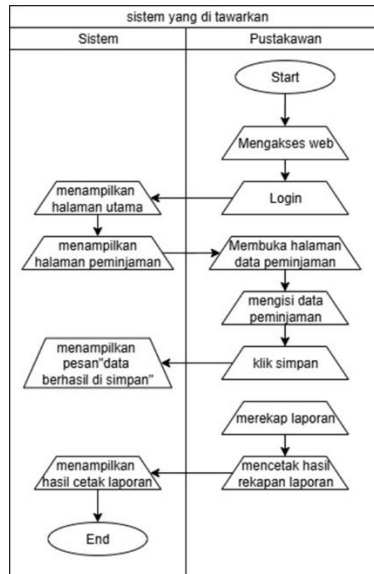 sistem yang di tawarkan
Sistem
Pustakawan
Start
Mengakses web
Login
menampilkan
halaman utama
menampilkan
halaman peminjaman
Membuka halaman
data peminjaman
mengisi data
peminjaman
klik simpan
menampilkan
pesan"data
berhasil di simpan"
merekap laporan
mencetak hasil
rekapan laporan
menampilkan
hasil cetak laporan
End